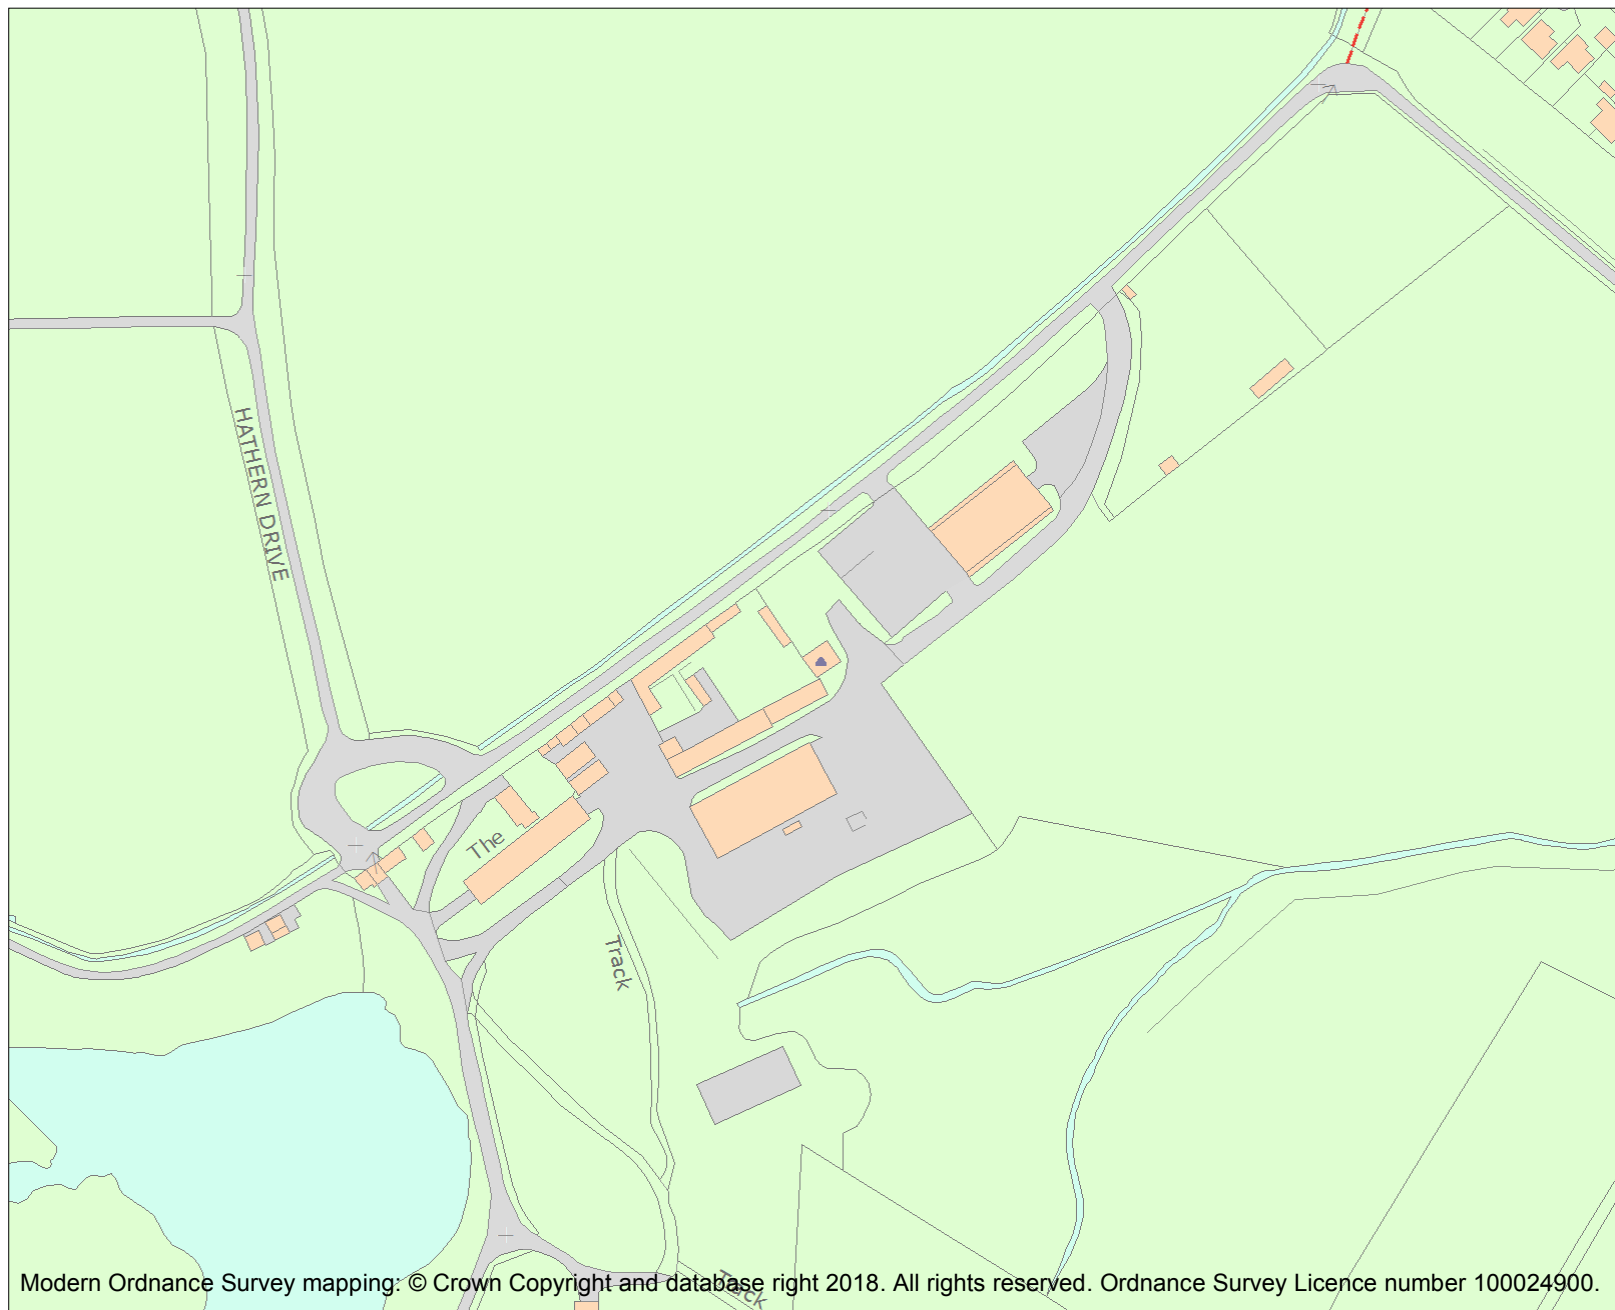 HATHERN DRIVE
The
Track
Track
Modern Ordnance Survey mapping: © Crown Copyright and database right 2018. All rights reserved. Ordnance Survey Licence number 100024900.